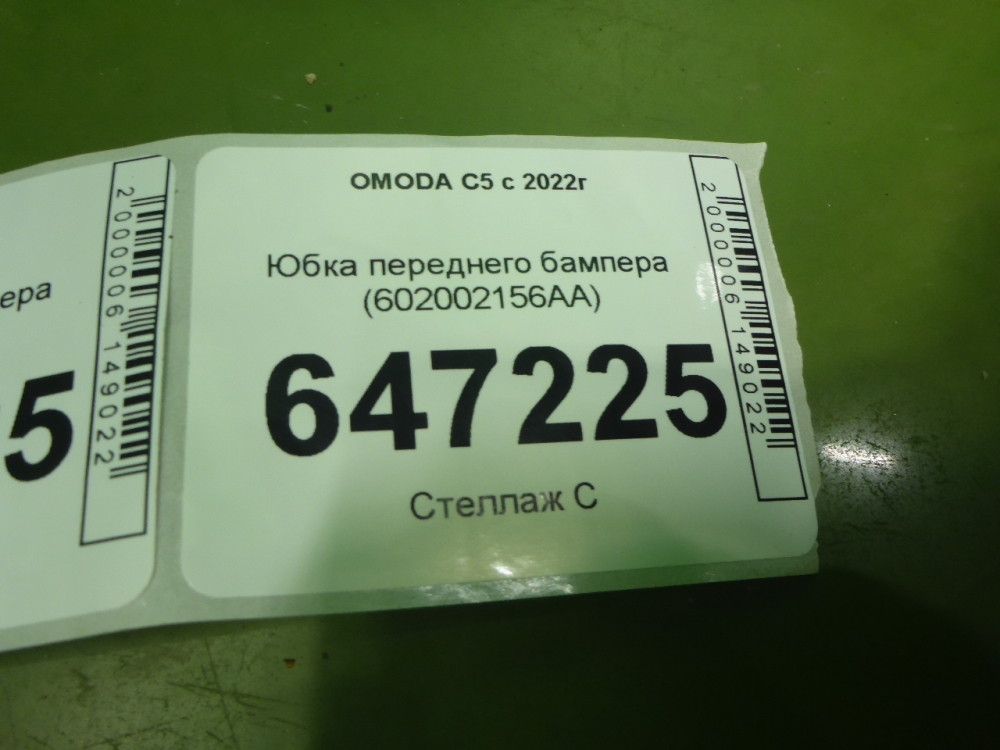 OMODA C5 с 2022г
Юбка переднего бампера
(602002156AA)
647225
Стеллаж С
2000006149022
ера
5
2000006149022